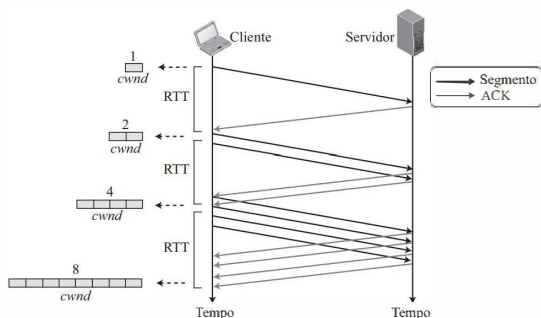 Cliente
Servidor
1
cwnd
RTT
Segmento
ACK
2
cwnd
RTT
4
cwnd
RTT
8
cwnd
Tempo
Tempo